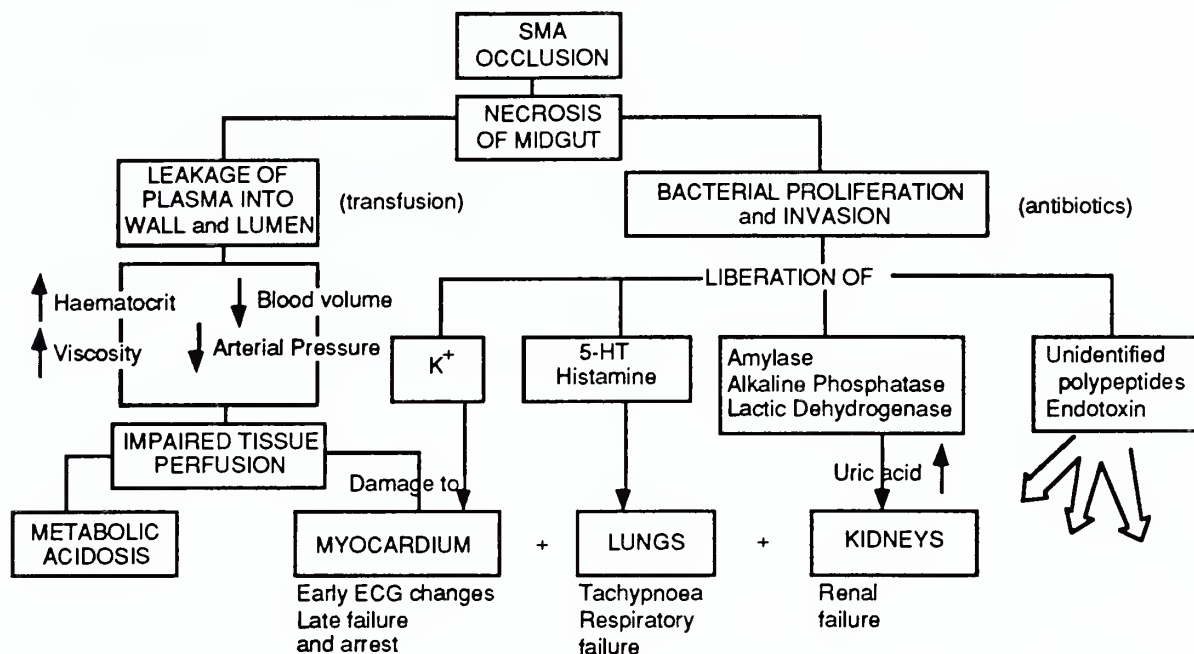 SMA
OCCLUSION
NECROSIS
OF MIDGUT
LEAKAGE OF
PLASMA INTO
WALL and LUMEN
(transfusion)
BACTERIAL PROLIFERATION
and INVASION
(antibiotics)
Haematocrit
Blood volume
Viscosity
Arterial Pressure
LIBERATION OF
K+
5-HT
Histamine
Amylase
Alkaline Phosphatase
Lactic Dehydrogenase
Unidentified
polypeptides
Endotoxin
IMPAIRED TISSUE
PERFUSION
Damage to
Uric acid
METABOLIC
ACIDOSIS
MYOCARDIUM
+
LUNGS
+
KIDNEYS
Early ECG changes
Late failure
and arrest
Tachypnoea
Respiratory
failure
Renal
failure